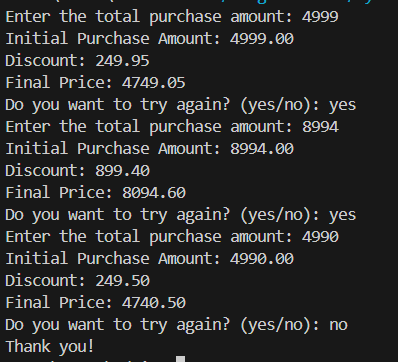 Enter the total purchase amount: 4999
Initial Purchase Amount: 4999.00
Discount: 249.95
Final Price: 4749.05
Do you want to try again? (yes/no): yes
Enter the total purchase amount: 8994
Initial Purchase Amount: 8994.00
Discount: 899.40
Final Price: 8094.60
Do you want to try again? (yes/no): yes
Enter the total purchase amount: 4990
Initial Purchase Amount: 4990.00
Discount: 249.50
Final Price: 4740.50
Do you want to try again? (yes/no): no
Thank you!